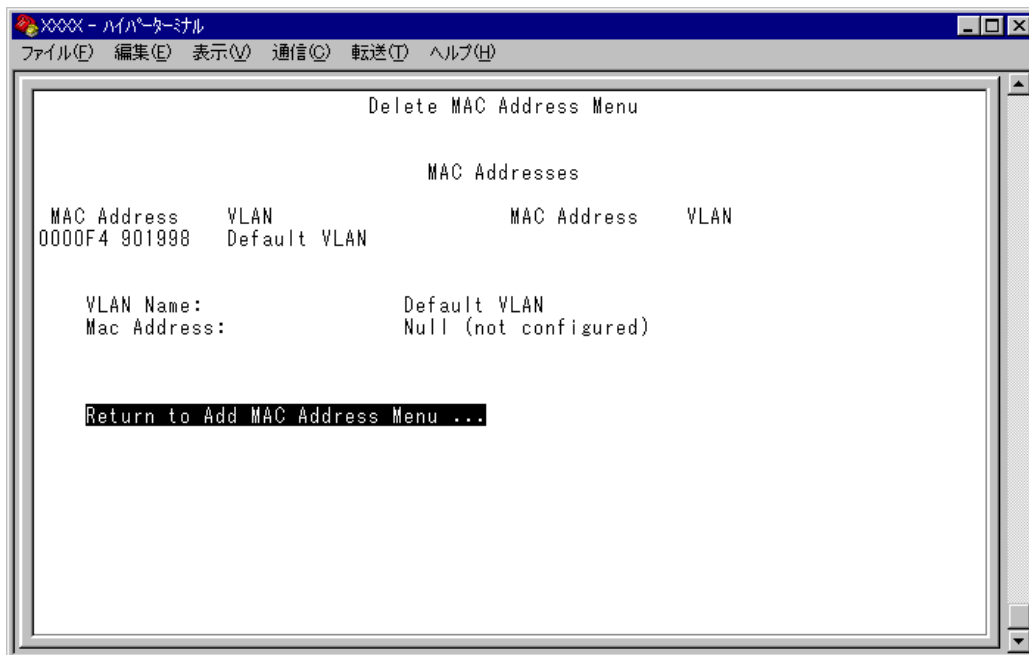 XXXX - ハイパーターミナル
ファイル(F) 編集(E) 表示(V) 通信(C) 転送(T) ヘルプ(H)
Delete MAC Address Menu
MAC Addresses
MAC Address VLAN MAC Address VLAN
0000F4 901998 Default VLAN
VLAN Name: Default VLAN
Mac Address: Null (not configured)
Return to Add MAC Address Menu ...